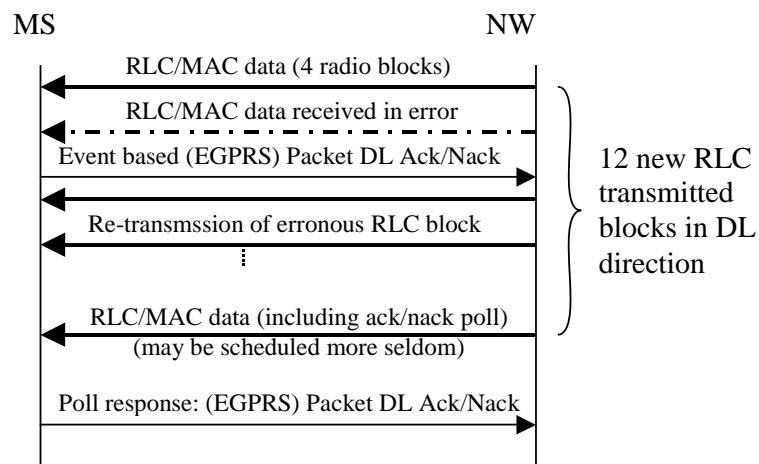 MS
NW
RLC/MAC data (4 radio blocks)
RLC/MAC data received in error
Event based (EGPRS) Packet DL Ack/Nack
Re-transmssion of erronous RLC block
RLC/MAC data (including ack/nack poll)
(may be scheduled more seldom)
Poll response: (EGPRS) Packet DL Ack/Nack
12 new RLC
transmitted
blocks in DL
direction